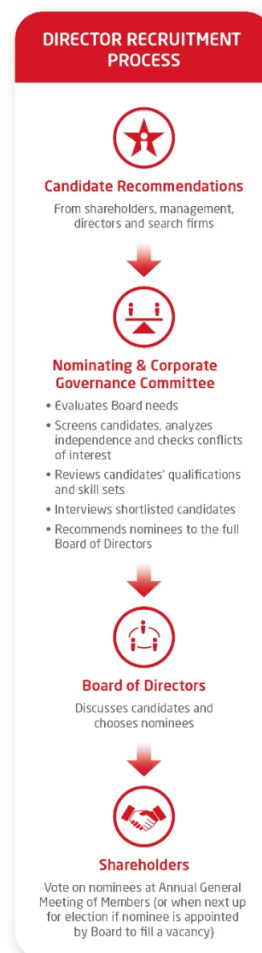 DIRECTOR RECRUITMENT
PROCESS
Candidate Recommendations
From shareholders, management,
directors and search firms
Nominating & Corporate
Governance Committee
• Evaluates Board needs
• Screens candidates, analyzes
independence and checks conflicts
of interest
• Reviews candidates' qualifications
and skill sets
• Interviews shortlisted candidates
• Recommends nominees to the full
Board of Directors
Board of Directors
Discusses candidates and
chooses nominees
Shareholders
Vote on nominees at Annual General
Meeting of Members (or when next up
for election if nominee is appointed
by Board to fill a vacancy)